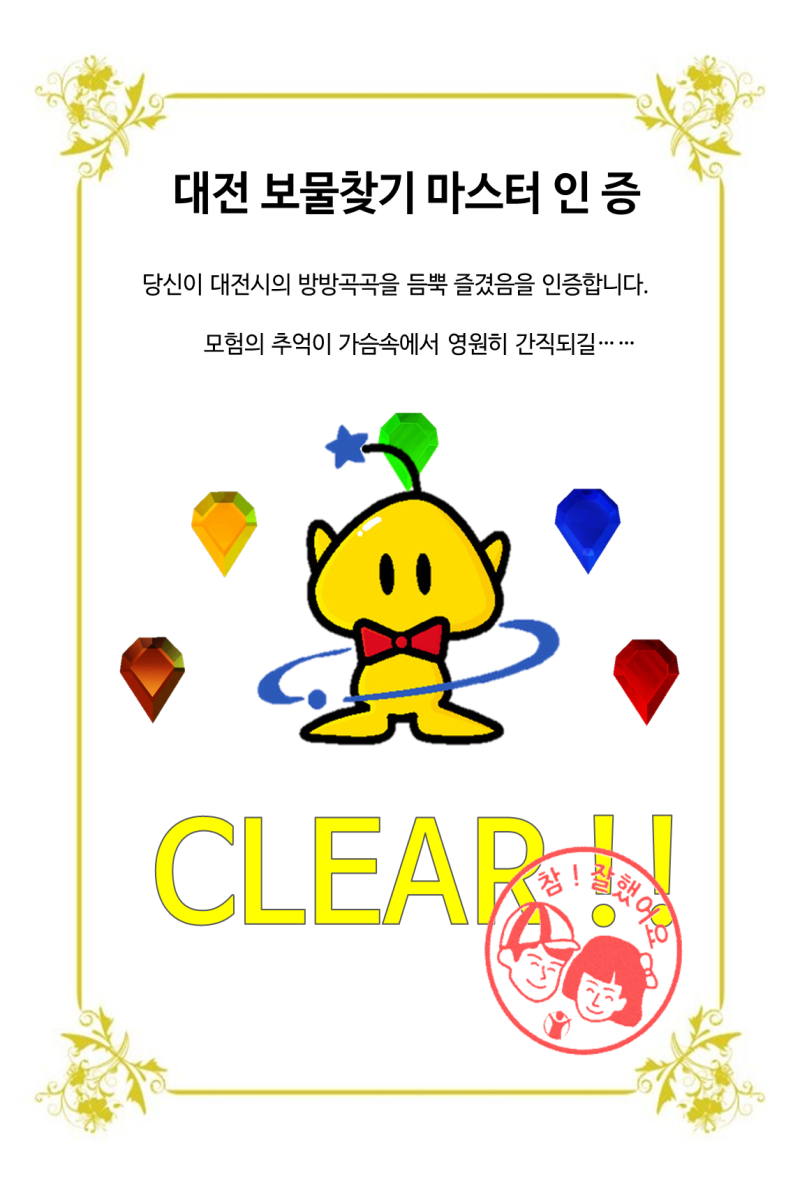 대전 보물찾기 마스터 인 증
당신이 대전시의 방방곡곡을 듬뿍 즐겼음을 인증합니다.
모험의 추억이 가슴속에서 영원히 간직되길⋯ ⋯
CLEAR !!
참! 잘했어요